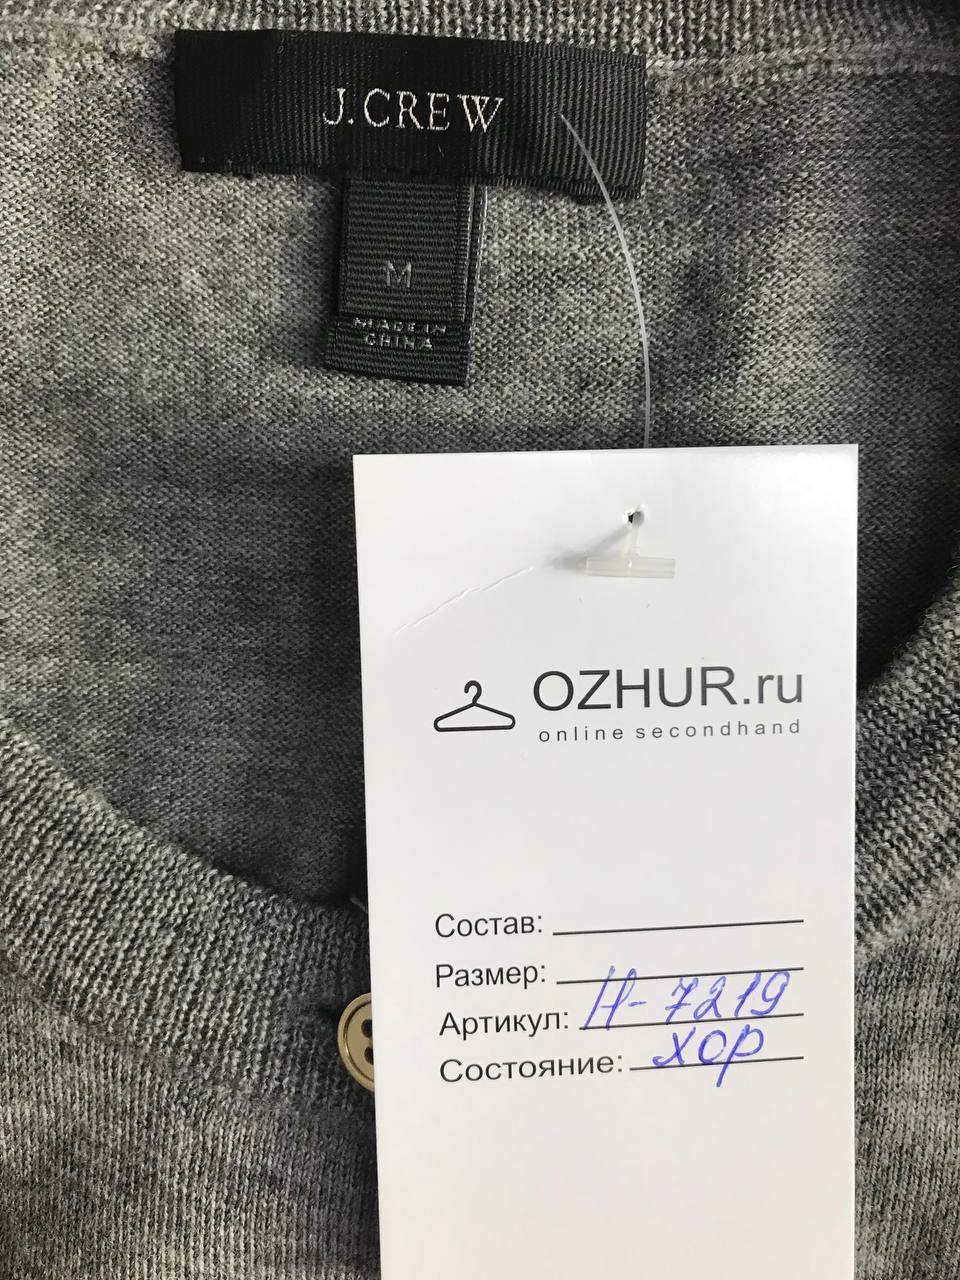 J.CREW
M
MADE IN
CHINA
OZHUR.ru
online secondhand
Состав:
Размер:
Артикул: Н-7219
Состояние: хор